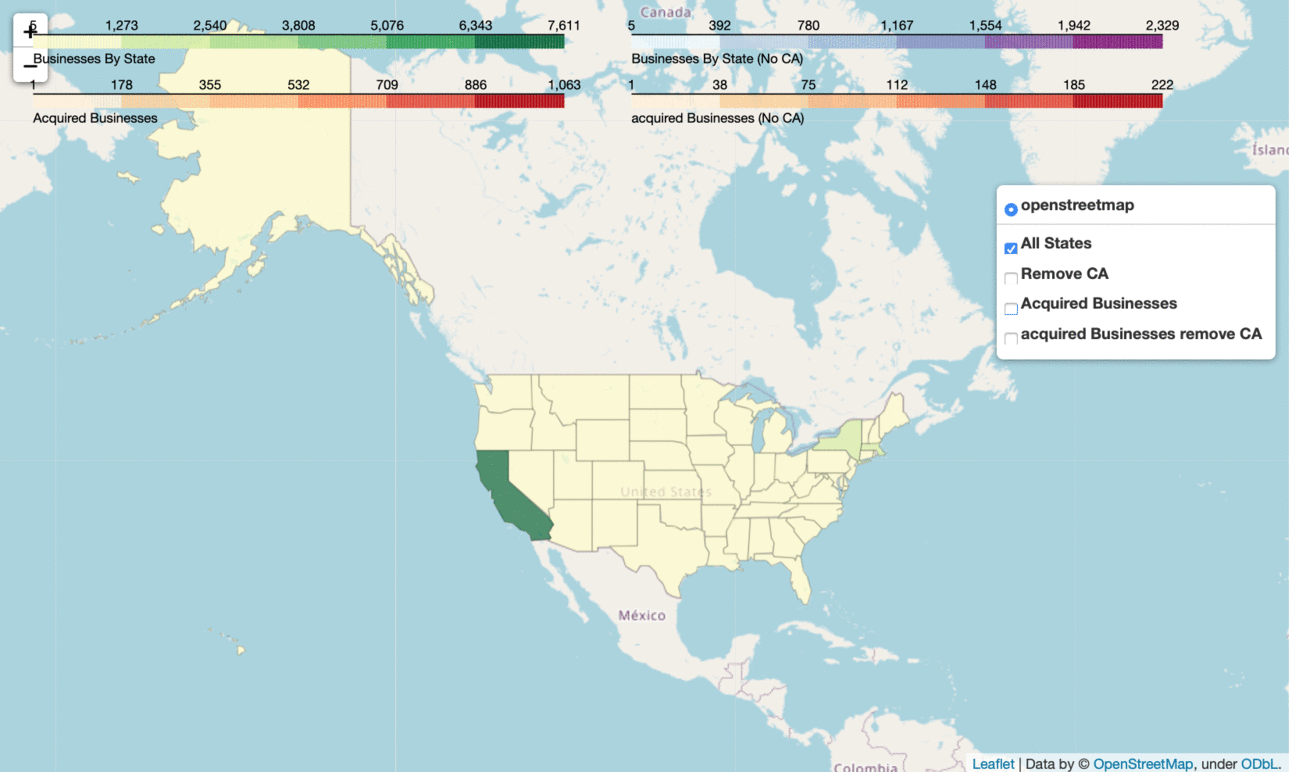 Canada
+
−
5 1,273 2,540 3,808 5,076 6,343 7,611
Businesses By State
5 392 780 1,167 1,554 1,942 2,329
Businesses By State (No CA)
1 178 355 532 709 886 1,063
Acquired Businesses
1 38 75 112 148 185 222
acquired Businesses (No CA)
openstreetmap
All States
Remove CA
Acquired Businesses
acquired Businesses remove CA
United States
México
Colombia
Leaflet | Data by © OpenStreetMap, under ODbL.